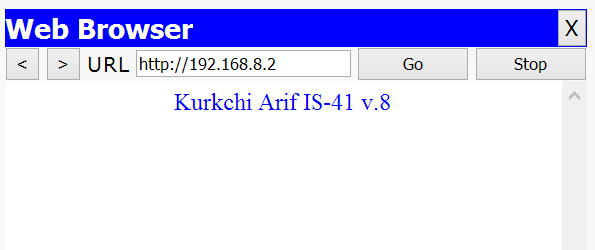 Web Browser X
< > URL http://192.168.8.2 Go Stop
Kurkchi Arif IS-41 v.8